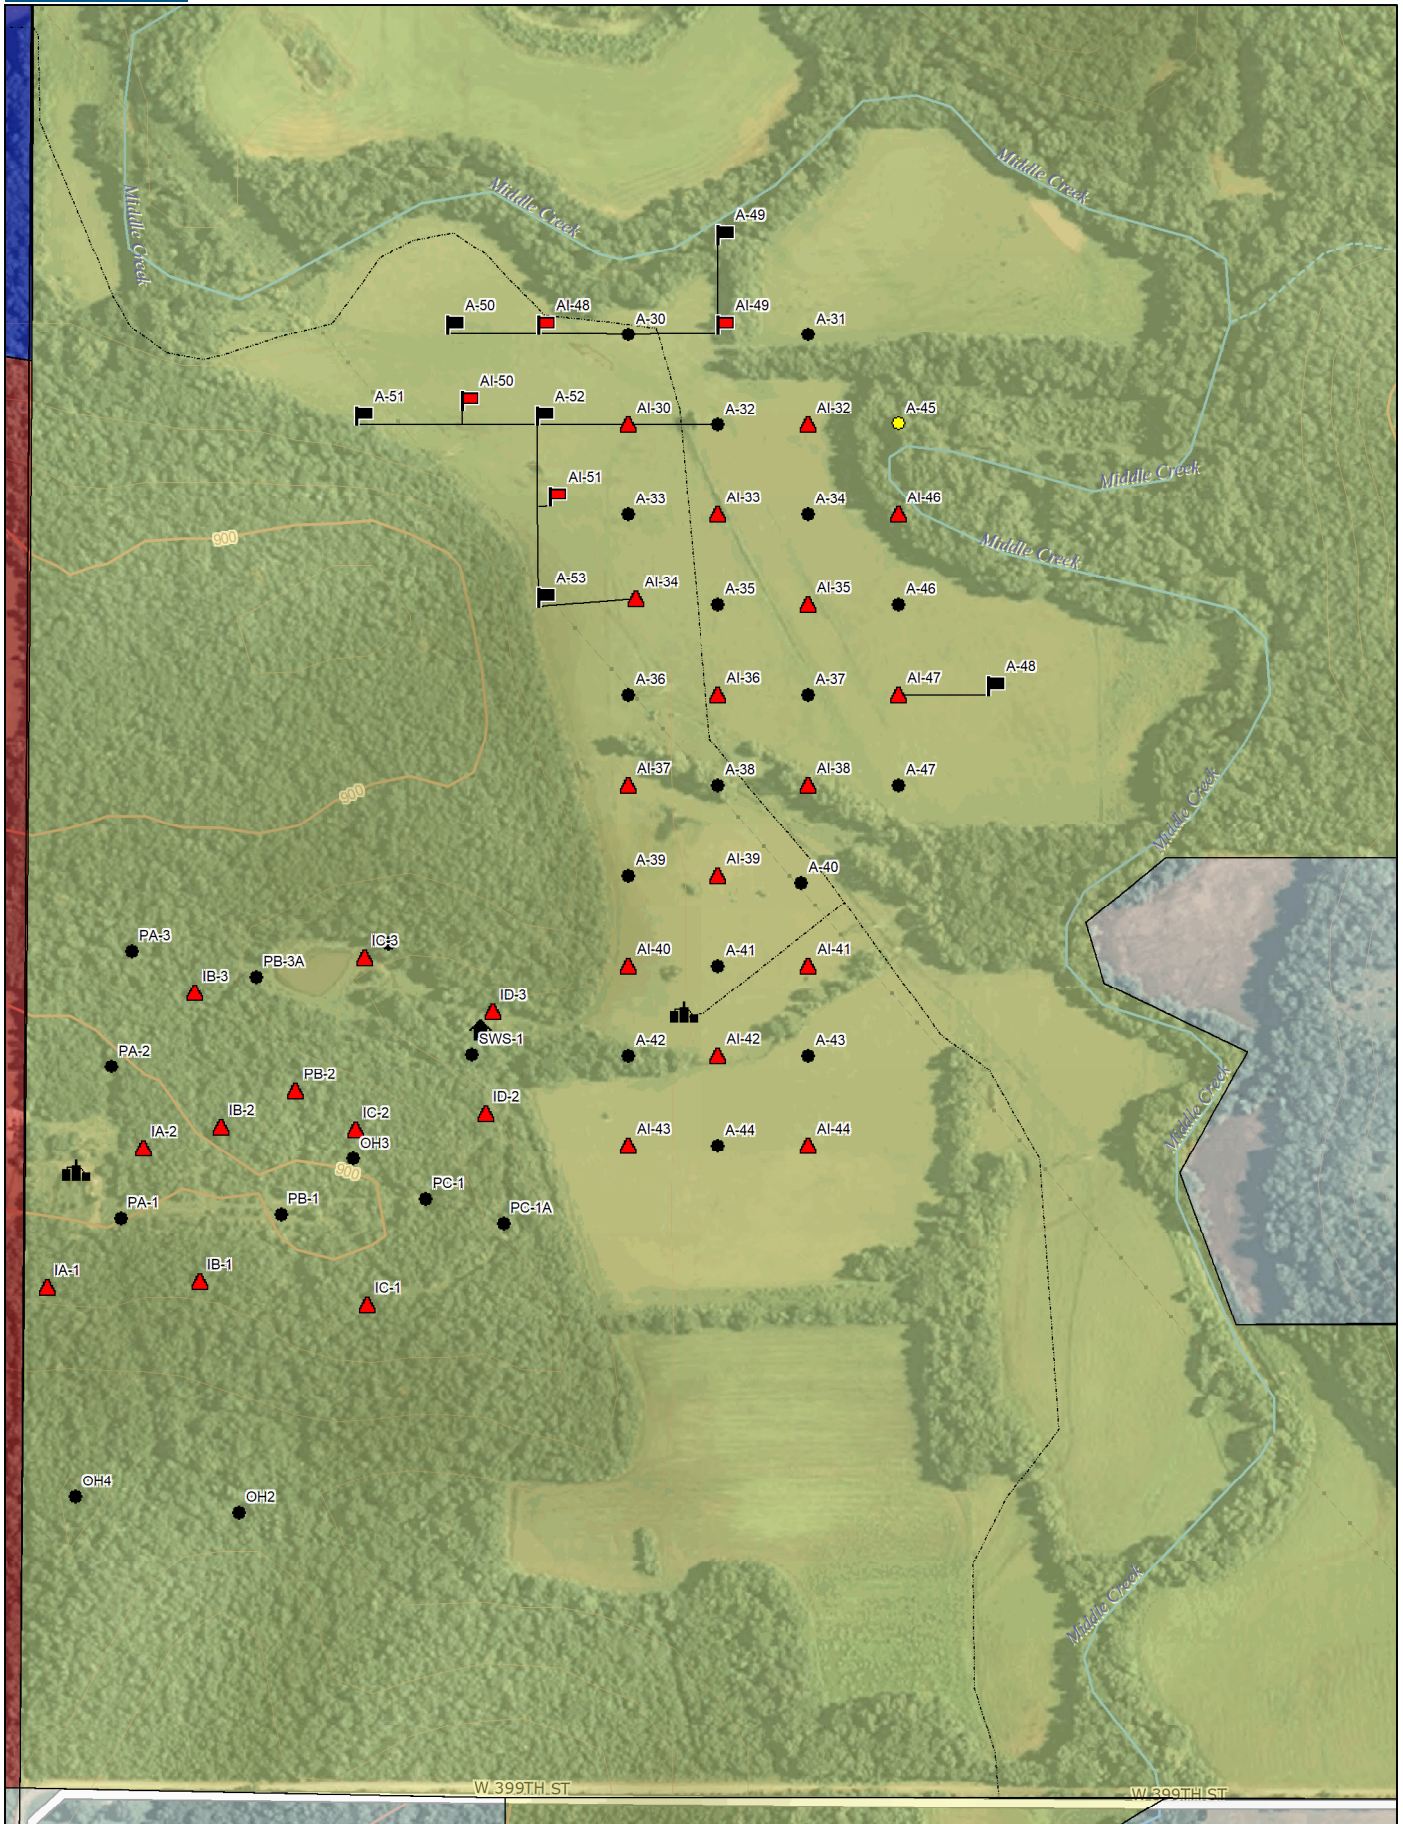 Middle Creek
Middle Creek
Middle Creek
A-49
A-50
AI-48
A-30
AI-49
A-31
A-51
AI-50
A-52
AI-30
A-32
AI-32
A-45
Middle Creek
AI-51
A-33
AI-33
A-34
AI-46
900
Middle Creek
A-53
AI-34
A-35
AI-35
A-46
A-36
AI-36
A-37
AI-47
A-48
AI-37
A-38
AI-38
A-47
900
Middle Creek
A-39
AI-39
A-40
PA-3
IC-3
PB-3A
IB-3
AI-40
A-41
AI-41
ID-3
SWS-1
PA-2
A-42
AI-42
A-43
PB-2
ID-2
IB-2
IC-2
IA-2
OH3
900
AI-43
A-44
AI-44
Middle Creek
PC-1
PA-1
PB-1
PC-1A
IA-1
IB-1
IC-1
OH4
OH2
Middle Creek
W 399TH ST
W 399TH ST